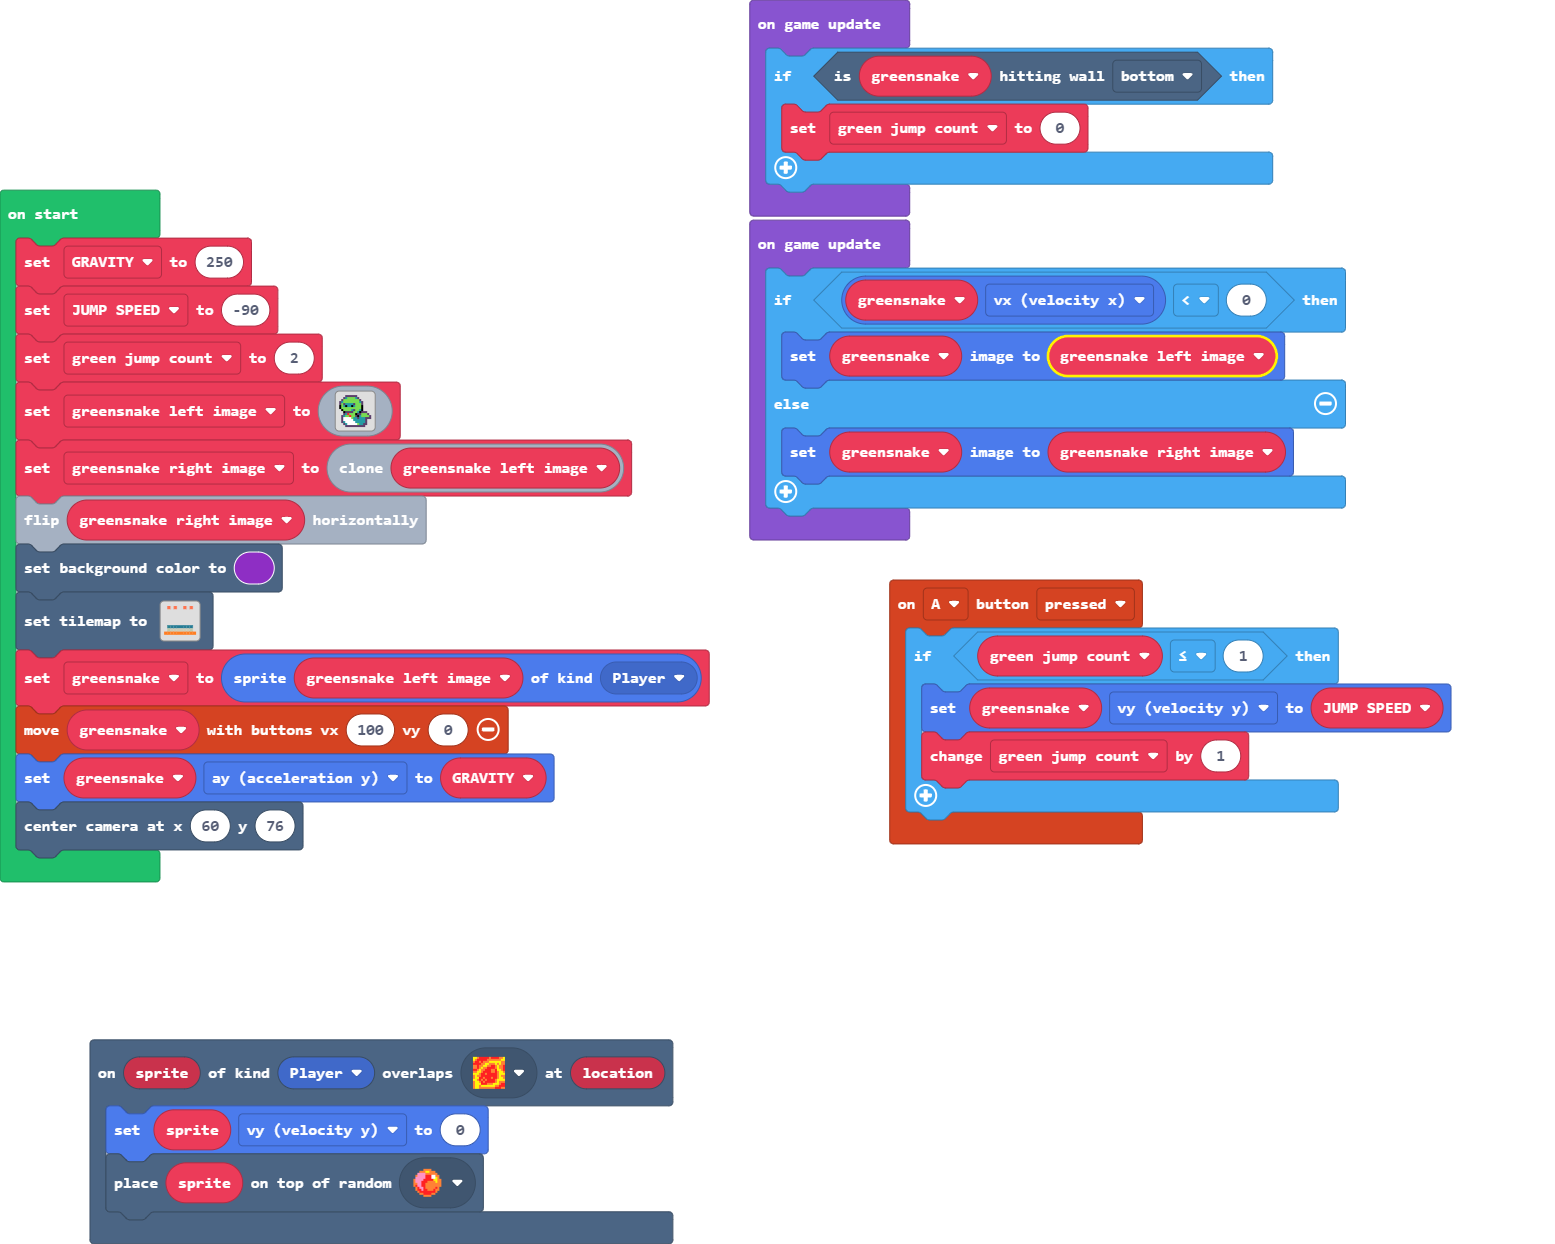 on start
set GRAVITY to 250
set JUMP SPEED to -90
set green jump count to 2
set greensnake left image to
set greensnake right image to clone greensnake left image
flip greensnake right image horizontally
set background color to
set tilemap to
set greensnake to sprite greensnake left image of kind Player
move greensnake with buttons vx 100 vy 0
set greensnake ay (acceleration y) to GRAVITY
center camera at x 60 y 76
on game update
if is greensnake hitting wall bottom then
set green jump count to 0
on game update
if greensnake vx (velocity x) < 0 then
set greensnake image to greensnake left image
else
set greensnake image to greensnake right image
on A button pressed
if green jump count ≤ 1 then
set greensnake vy (velocity y) to JUMP SPEED
change green jump count by 1
on sprite of kind Player overlaps at location
set sprite vy (velocity y) to 0
place sprite on top of random